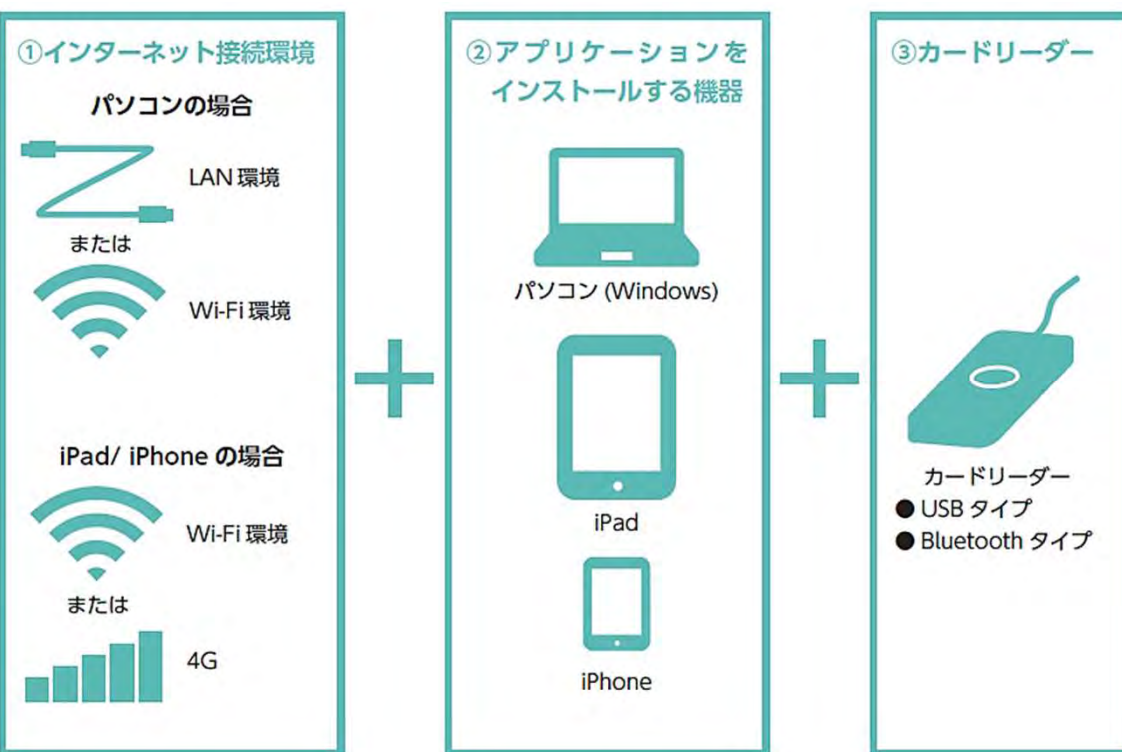 ①インターネット接続環境
パソコンの場合
LAN 環境
または
Wi-Fi 環境
iPad/ iPhone の場合
Wi-Fi 環境
または
4G
②アプリケーションを
インストールする機器
パソコン (Windows)
iPad
iPhone
③カードリーダー
カードリーダー
● USB タイプ
● Bluetooth タイプ